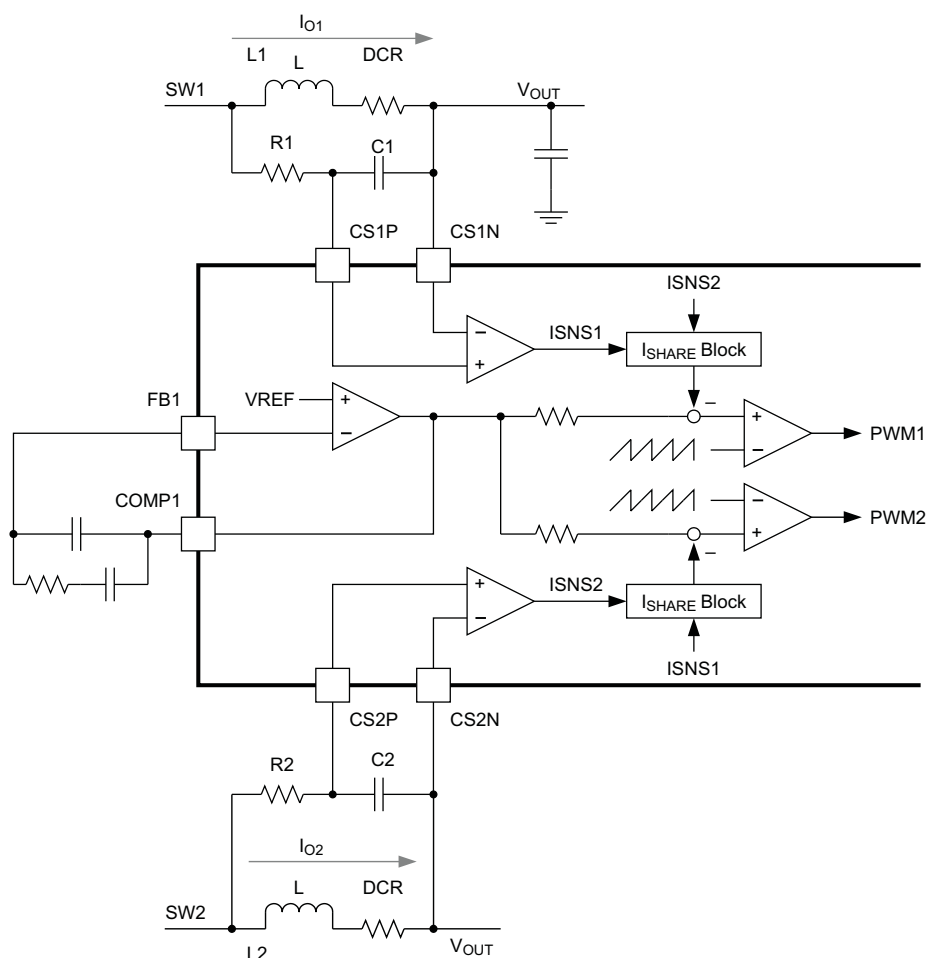 IO1
L1
L
DCR
SW1
VOUT
R1
C1
CS1P
CS1N
ISNS2
ISNS1
ISHARE Block
FB1
VREF
+
−
−
+
−
+
−
PWM1
COMP1
−
+
−
PWM2
+
−
ISNS2
ISHARE Block
ISNS1
CS2P
CS2N
R2
C2
IO2
L
DCR
SW2
L2
VOUT